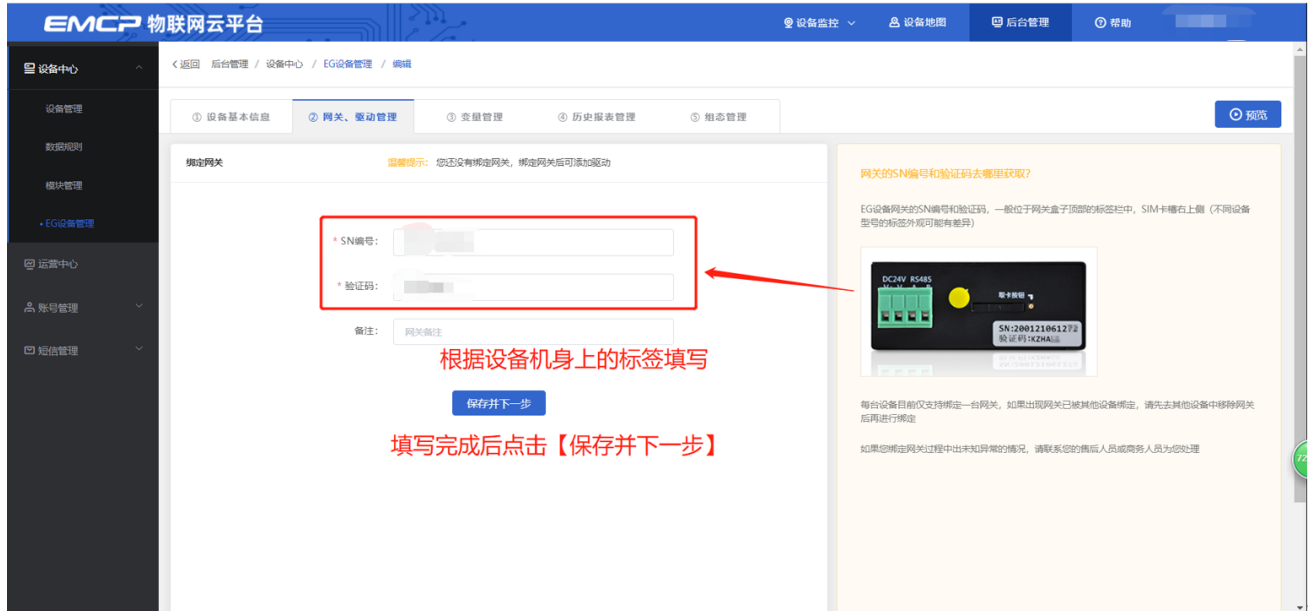 EMCP 物联网云平台
设备监控
设备地图
后台管理
帮助
设备中心
设备管理
数据规则
模块管理
• EG设备管理
运营中心
账号管理
短信管理
返回 后台管理 / 设备中心 / EG设备管理 / 编辑
① 设备基本信息
② 网关、驱动管理
③ 变量管理
④ 历史报表管理
⑤ 组态管理
预览
绑定网关
温馨提示: 您还没有绑定网关，绑定网关后可添加驱动
* SN编号:
* 验证码:
备注:
网关备注
根据设备机身上的标签填写
保存并下一步
填写完成后点击【保存并下一步】
网关的SN编号和验证码去哪里获取?
EG设备网关的SN编号和验证码，一般位于网关盒子顶部的标签栏中，SIM卡槽右上侧（不同设备
型号的标签外观可能有差异）
DC24V RS485
V+ V- A B
取卡按钮
SN:200121061272
验证码:KZHA
每台设备目前仅支持绑定一台网关，如果出现网关已被其他设备绑定，请先去其他设备中移除网关
后再进行绑定
如果您绑定网关过程中出未知异常的情况，请联系您的售后人员或商务人员为您处理
72